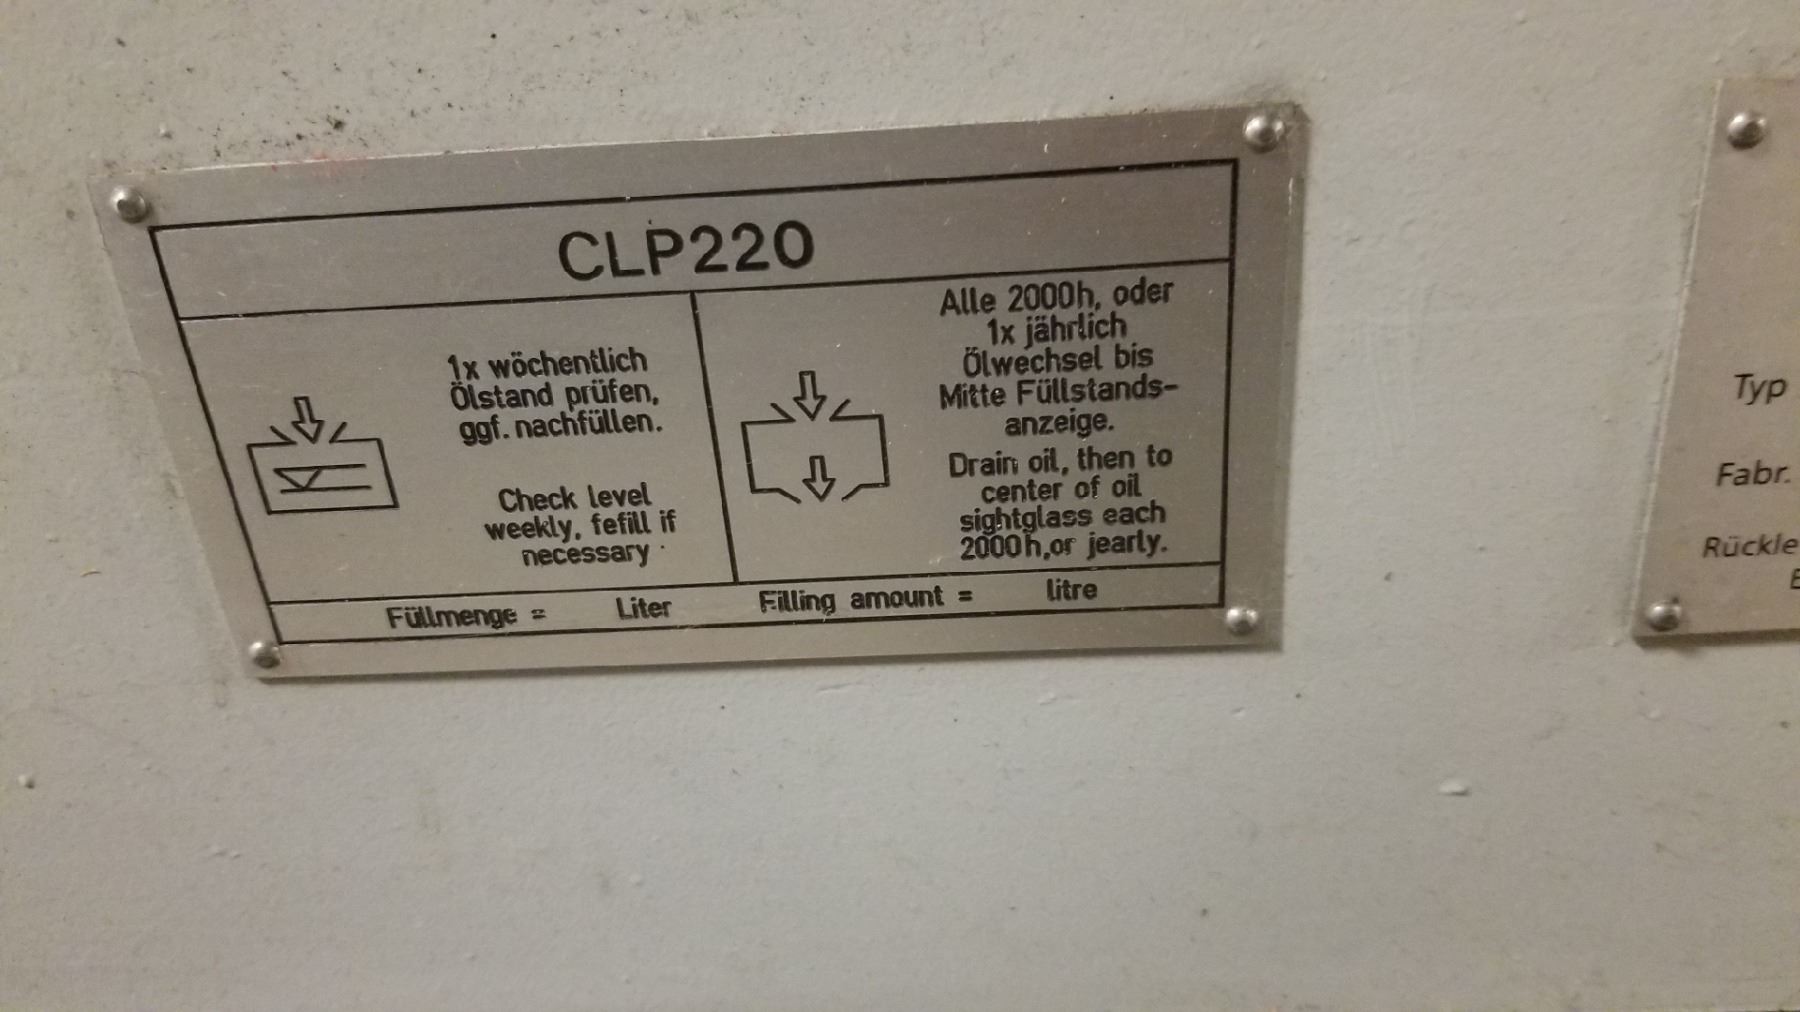 CLP220
1x wöchentlich
Ölstand prüfen,
ggf. nachfüllen.
Check level
weekly, fefill if
necessary
Alle 2000h, oder
1x jährlich
Ölwechsel bis
Mitte Füllstands-
anzeige.
Drain oil, then to
center of oil
sightglass each
2000h,or jearly.
Füllmenge = Liter Filling amount = litre
Typ
Fabr.
Rückle